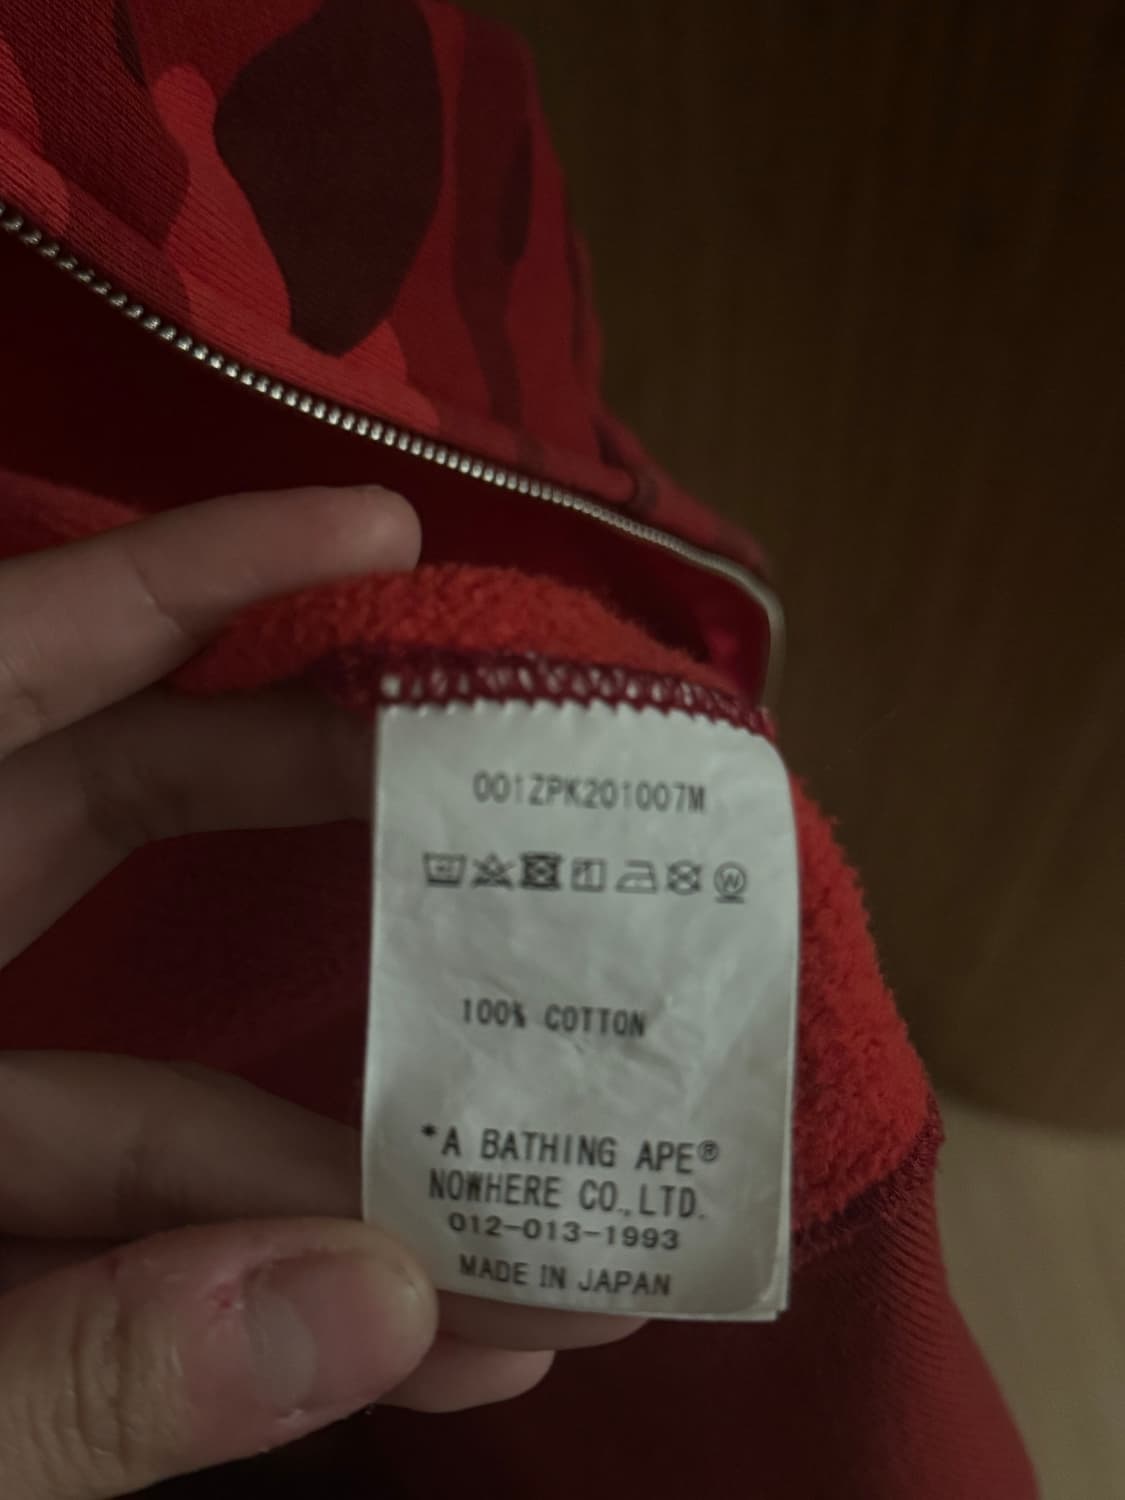 001ZPK201007M
W
100% COTTON
*A BATHING APE®
NOWHERE CO.,LTD.
012-013-1993
MADE IN JAPAN